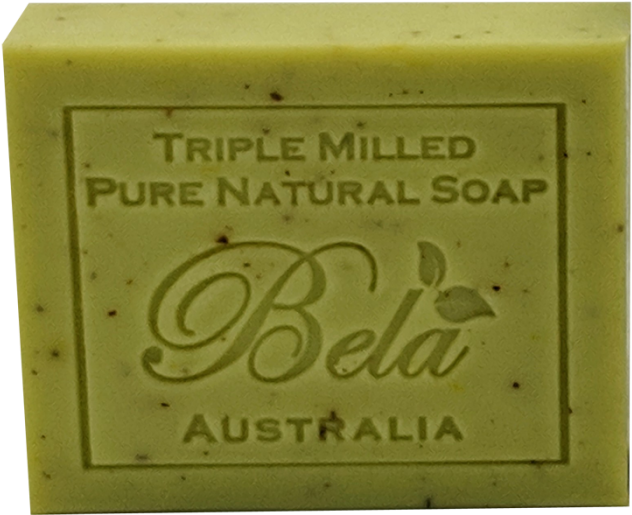 TRIPLE MILLED
PURE NATURAL SOAP
Bela
AUSTRALIA